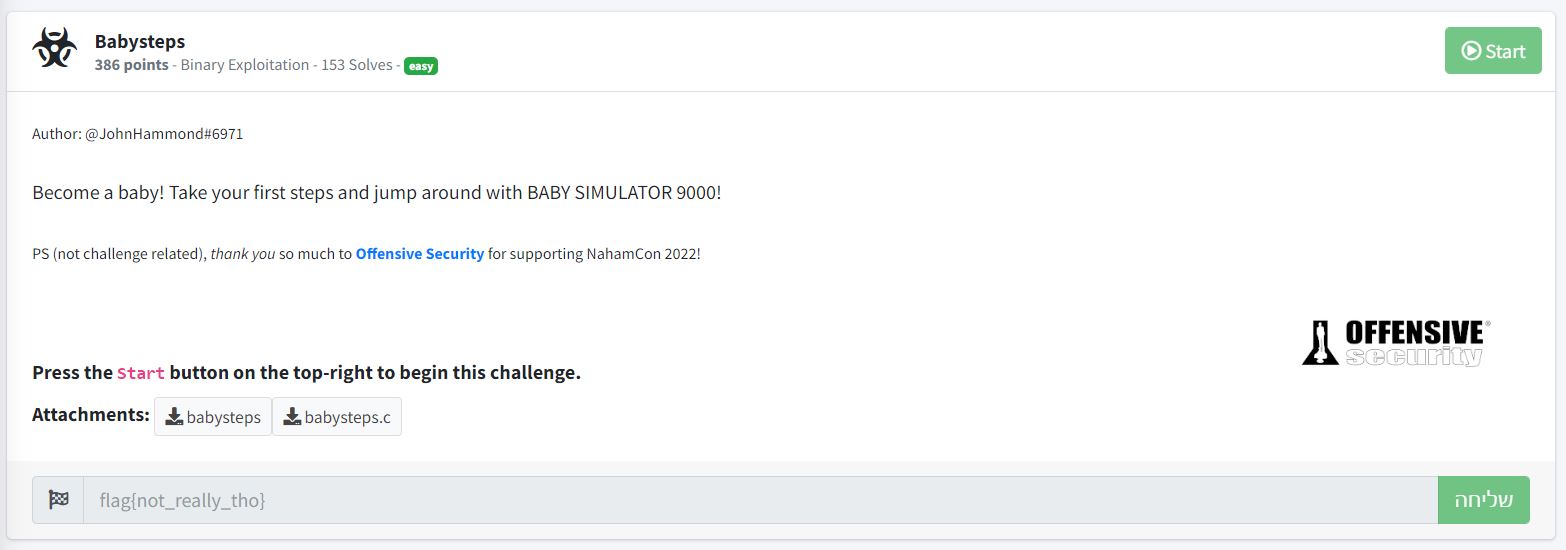 Babysteps
386 points - Binary Exploitation - 153 Solves - easy
Start
Author: @JohnHammond#6971
Become a baby! Take your first steps and jump around with BABY SIMULATOR 9000!
PS (not challenge related), thank you so much to Offensive Security for supporting NahamCon 2022!
OFFENSIVE®
security
Press the Start button on the top-right to begin this challenge.
Attachments: babysteps babysteps.c
flag{not_really_tho} שליחה